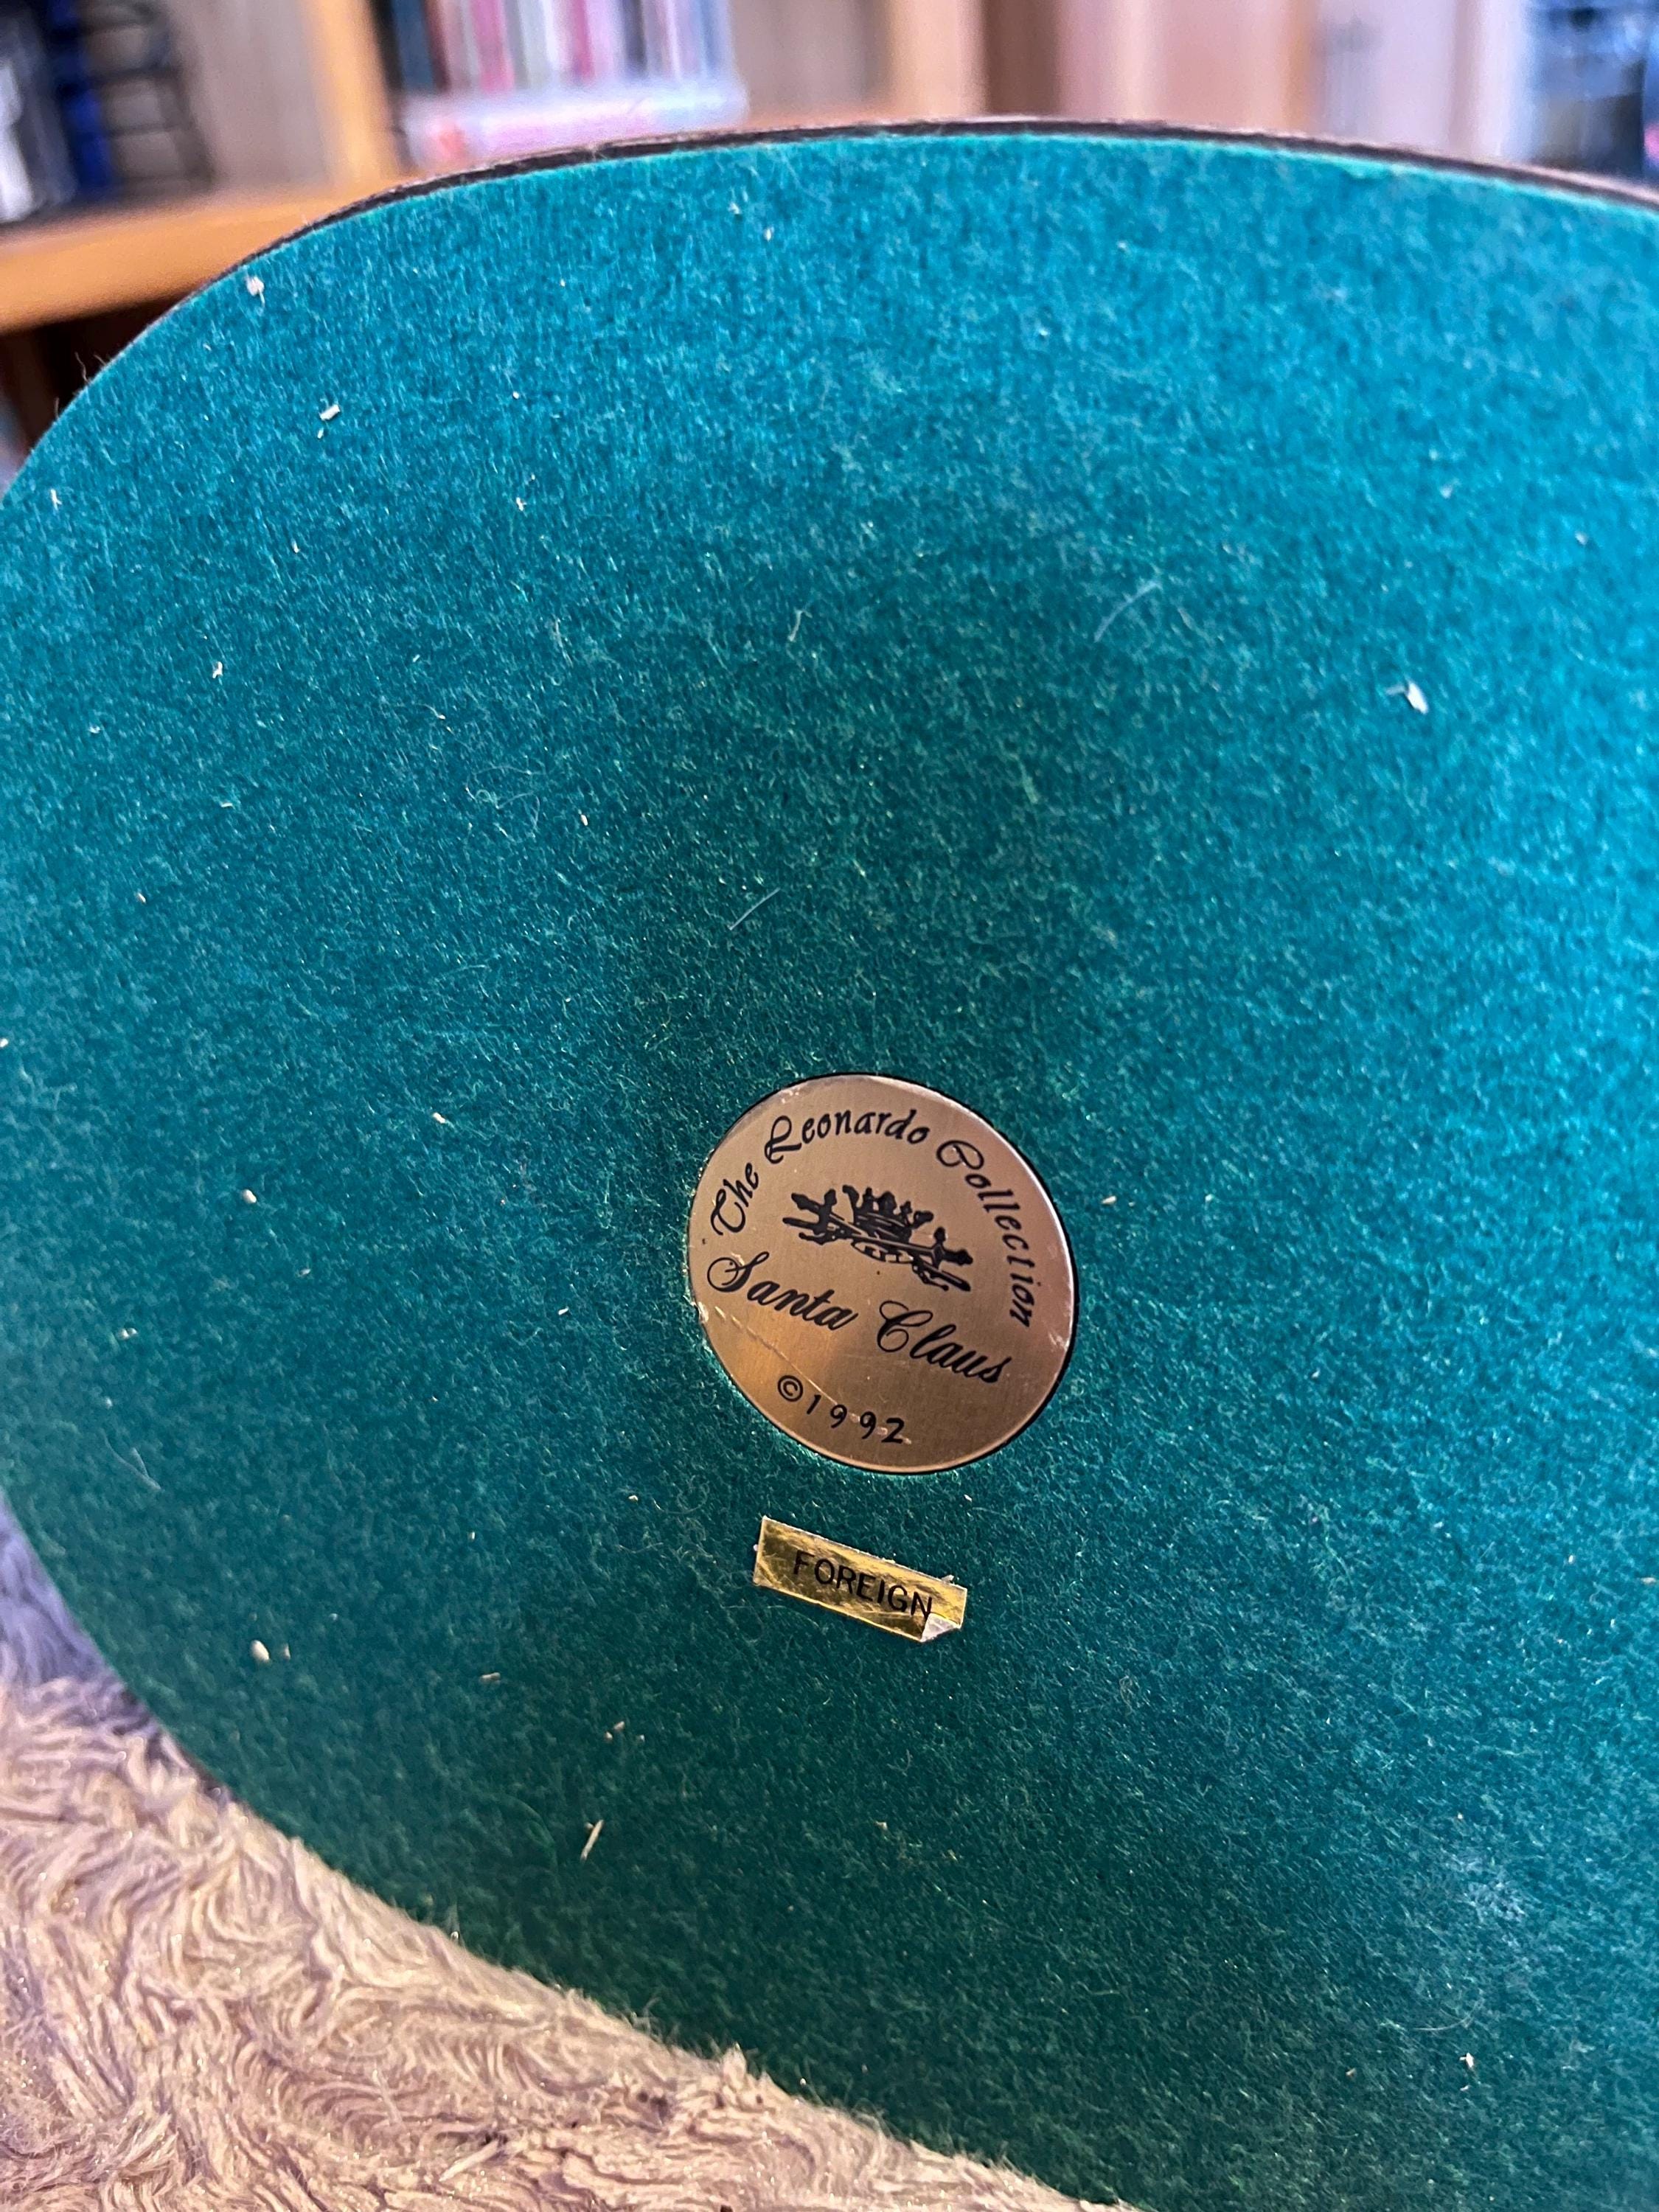 The Leonardo Collection
Santa Claus
©1992
FOREIGN